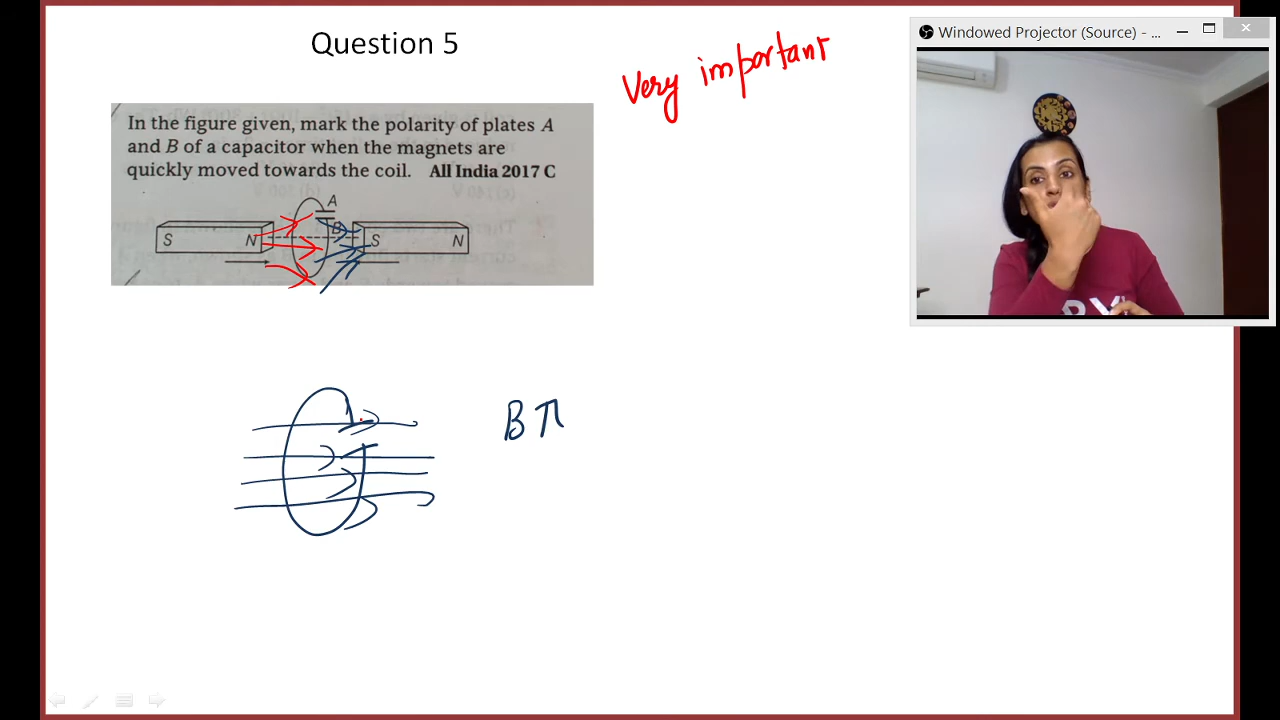 Question 5
Very important
Windowed Projector (Source) - ...
In the figure given, mark the polarity of plates A
and B of a capacitor when the magnets are
quickly moved towards the coil. All India 2017 C
A
B
S N S N
B π